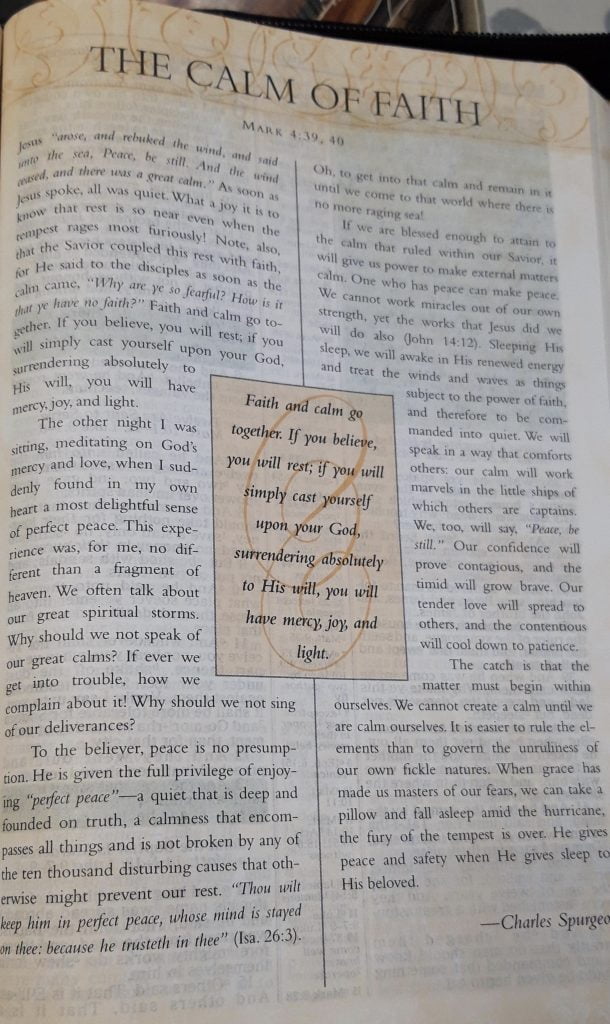 THE CALM OF FAITH
MARK 4:39, 40
Jesus "arose, and rebuked the wind, and said
unto the sea, Peace, be still. And the wind
ceased, and there was a great calm." As soon as
Jesus spoke, all was quiet. What a joy it is to
know that rest is so near even when the
tempest rages most furiously! Note, also,
that the Savior coupled this rest with faith,
for He said to the disciples as soon as the
calm came, "Why are ye so fearful? How is it
that ye have no faith?" Faith and calm go to-
gether. If you believe, you will rest; if you
will simply cast yourself upon your God,
surrendering absolutely to
His will, you will have
mercy, joy, and light.
The other night I was
sitting, meditating on God's
mercy and love, when I sud-
denly found in my own
heart a most delightful sense
of perfect peace. This expe-
rience was, for me, no dif-
ferent than a fragment of
heaven. We often talk about
our great spiritual storms.
Why should we not speak of
our great calms? If ever we
get into trouble, how we
complain about it! Why should we not sing
of our deliverances?
To the believer, peace is no presump-
tion. He is given the full privilege of enjoy-
ing "perfect peace"—a quiet that is deep and
founded on truth, a calmness that encom-
passes all things and is not broken by any of
the ten thousand disturbing causes that oth-
erwise might prevent our rest. "Thou wilt
keep him in perfect peace, whose mind is stayed
on thee: because he trusteth in thee" (Isa. 26:3).
Faith and calm go
together. If you believe,
you will rest; if you will
simply cast yourself
upon your God,
surrendering absolutely
to His will, you will
have mercy, joy, and
light.
Oh, to get into that calm and remain in it
until we come to that world where there is
no more raging sea!
If we are blessed enough to attain to
the calm that ruled within our Savior, it
will give us power to make external matters
calm. One who has peace can make peace.
We cannot work miracles out of our own
strength, yet the works that Jesus did we
will do also (John 14:12). Sleeping His
sleep, we will awake in His renewed energy
and treat the winds and waves as things
subject to the power of faith,
and therefore to be com-
manded into quiet. We will
speak in a way that comforts
others: our calm will work
marvels in the little ships of
which others are captains.
We, too, will say, "Peace, be
still." Our confidence will
prove contagious, and the
timid will grow brave. Our
tender love will spread to
others, and the contentious
will cool down to patience.
The catch is that the
matter must begin within
ourselves. We cannot create a calm until we
are calm ourselves. It is easier to rule the el-
ements than to govern the unruliness of
our own fickle natures. When grace has
made us masters of our fears, we can take a
pillow and fall asleep amid the hurricane,
the fury of the tempest is over. He gives
peace and safety when He gives sleep to
His beloved.
—Charles Spurgeo